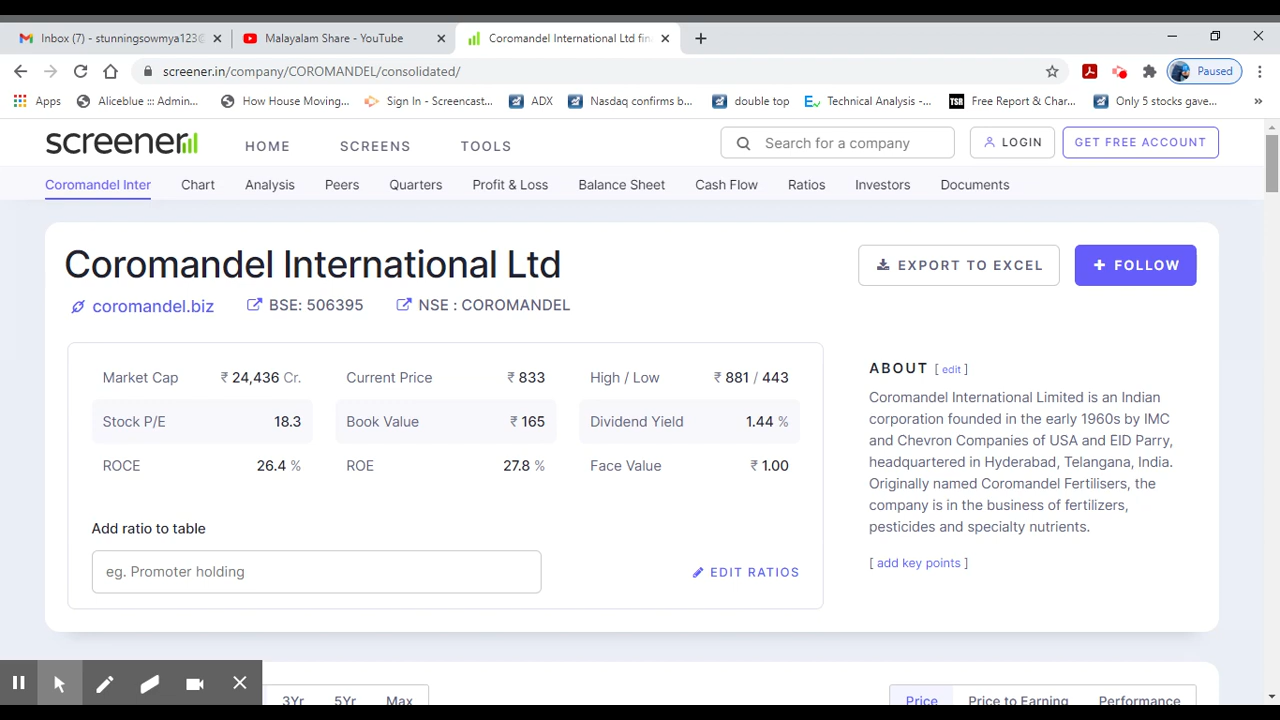 Inbox (7) - stunningsowmya123@
Malayalam Share - YouTube
Coromandel International Ltd fin
screener.in/company/COROMANDEL/consolidated/
Paused
Apps
Aliceblue ::: Admin...
How House Moving...
Sign In - Screencast...
ADX
Nasdaq confirms b...
double top
Technical Analysis -...
TSR
Free Report & Char...
Only 5 stocks gave...
»
screener
HOME
SCREENS
TOOLS
Search for a company
LOGIN
GET FREE ACCOUNT
Coromandel Inter
Chart
Analysis
Peers
Quarters
Profit & Loss
Balance Sheet
Cash Flow
Ratios
Investors
Documents
Coromandel International Ltd
EXPORT TO EXCEL
+ FOLLOW
coromandel.biz
BSE: 506395
NSE : COROMANDEL
Market Cap ₹ 24,436 Cr.
Current Price ₹ 833
High / Low ₹ 881 / 443
Stock P/E 18.3
Book Value ₹ 165
Dividend Yield 1.44 %
ROCE 26.4 %
ROE 27.8 %
Face Value ₹ 1.00
Add ratio to table
eg. Promoter holding
EDIT RATIOS
ABOUT [ edit ]
Coromandel International Limited is an Indian
corporation founded in the early 1960s by IMC
and Chevron Companies of USA and EID Parry,
headquartered in Hyderabad, Telangana, India.
Originally named Coromandel Fertilisers, the
company is in the business of fertilizers,
pesticides and specialty nutrients.
[ add key points ]
3Yr
5Yr
Max
Price
Price to Earning
Performance